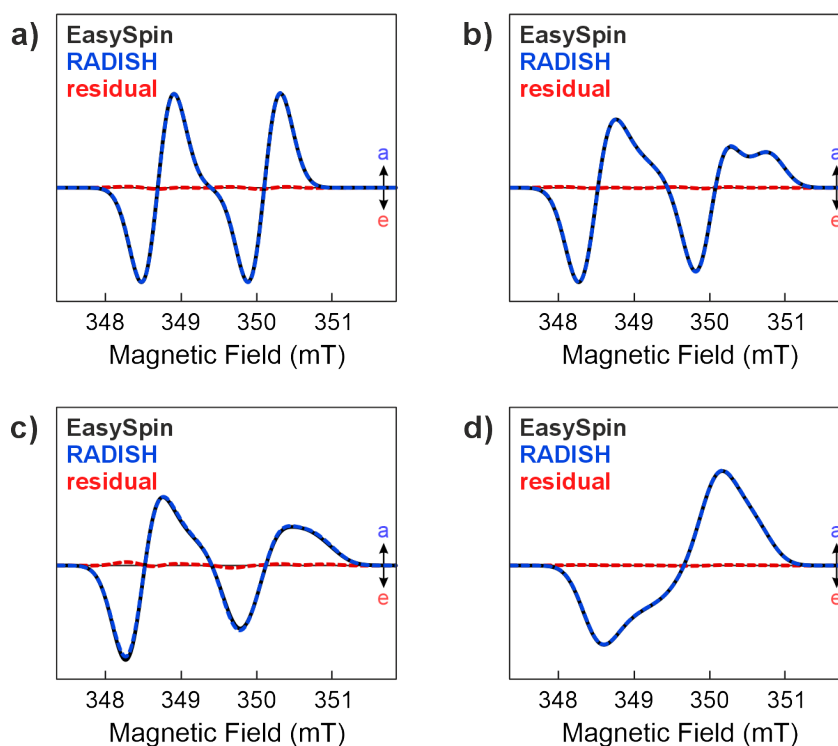 a)
EasySpin
RADISH
residual
a
e
348 349 350 351
Magnetic Field (mT)
b)
EasySpin
RADISH
residual
a
e
348 349 350 351
Magnetic Field (mT)
c)
EasySpin
RADISH
residual
a
e
348 349 350 351
Magnetic Field (mT)
d)
EasySpin
RADISH
residual
a
e
348 349 350 351
Magnetic Field (mT)